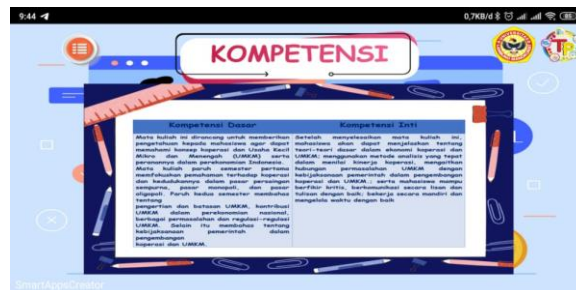 9:44
0,7KB/d
KOMPETENSI
Kompetensi Dasar
Mata kuliah ini dirancang untuk memberikan
pengetahuan kepada mahasiswa agar dapat
memahami konsep koperasi dan Usaha Kecil
Mikro dan Menengah (UMKM) serta
peranannya dalam perekonomian Indonesia.
Mata kuliah paruh semester pertama
memfokuskan pemahaman terhadap koperasi
dan kedudukannya dalam pasar persaingan
sempurna, pasar monopoli, dan pasar
oligopoli. Paruh kedua semester membahas
tentang
pengertian dan batasan UMKM, kontribusi
UMKM dalam perekonomian nasional,
berbagai permasalahan dan regulasi-regulasi
UMKM. Selain itu membahas tentang
kebijaksanaan pemerintah dalam
pengembangan
koperasi dan UMKM.
Kompetensi Inti
Setelah menyelesaikan mata kuliah ini,
mahasiswa akan dapat menjelaskan tentang
teori-teori dasar dalam ekonomi koperasi dan
UMKM; menggunakan metode analisis yang tepat
dalam menilai kinerja koperasi, mengaitkan
hubungan permasalahan UMKM dengan
kebijaksanaan pemerintah dalam pengembangan
koperasi dan UMKM.; serta mahasiswa mampu
berfikir kritis, berkomunikasi secara lisan dan
tulisan dengan baik; bekerja secara mandiri dan
mengelola waktu dengan baik
SmartAppsCreator